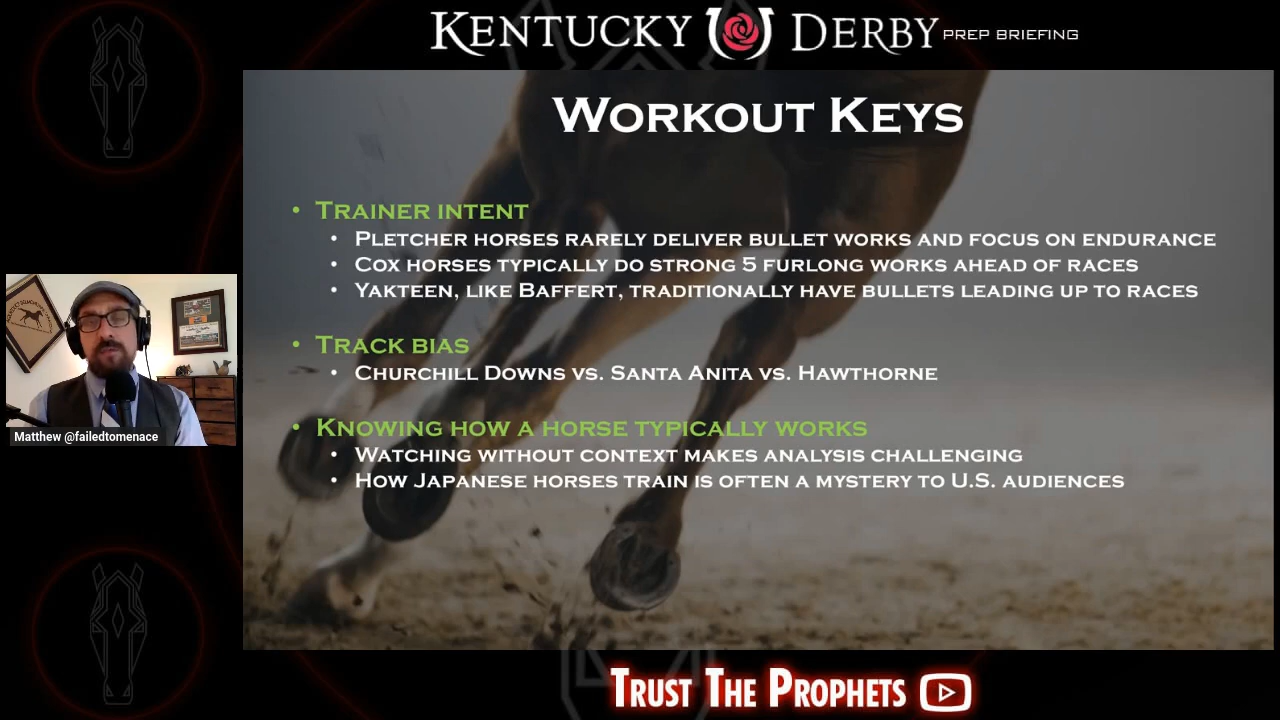 KENTUCKY DERBY PREP BRIEFING
WORKOUT KEYS
• TRAINER INTENT
• PLETCHER HORSES RARELY DELIVER BULLET WORKS AND FOCUS ON ENDURANCE
• COX HORSES TYPICALLY DO STRONG 5 FURLONG WORKS AHEAD OF RACES
• YAKTEEN, LIKE BAFFERT, TRADITIONALLY HAVE BULLETS LEADING UP TO RACES
• TRACK BIAS
• CHURCHILL DOWNS VS. SANTA ANITA VS. HAWTHORNE
• KNOWING HOW A HORSE TYPICALLY WORKS
• WATCHING WITHOUT CONTEXT MAKES ANALYSIS CHALLENGING
• HOW JAPANESE HORSES TRAIN IS OFTEN A MYSTERY TO U.S. AUDIENCES
Matthew @failedtomenace
TRUST THE PROPHETS